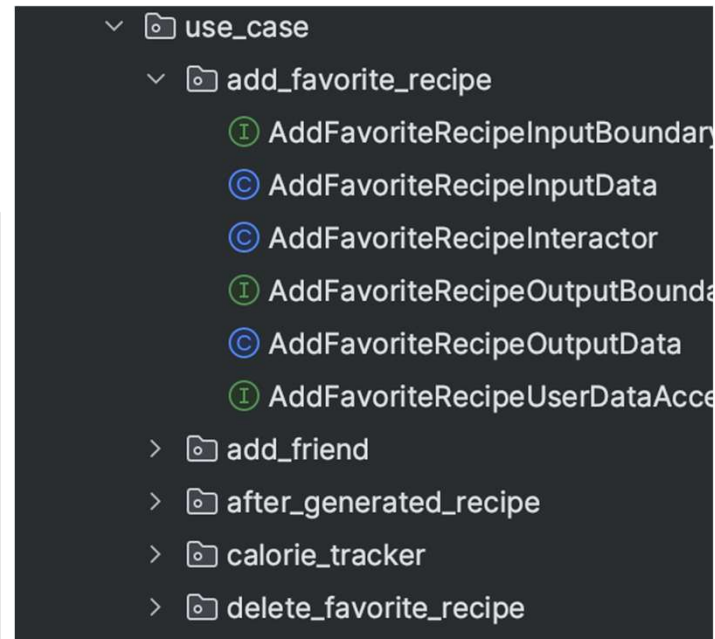 use_case
add_favorite_recipe
I AddFavoriteRecipeInputBoundary
C AddFavoriteRecipeInputData
C AddFavoriteRecipeInteractor
I AddFavoriteRecipeOutputBounda
C AddFavoriteRecipeOutputData
I AddFavoriteRecipeUserDataAcce
add_friend
after_generated_recipe
calorie_tracker
delete_favorite_recipe